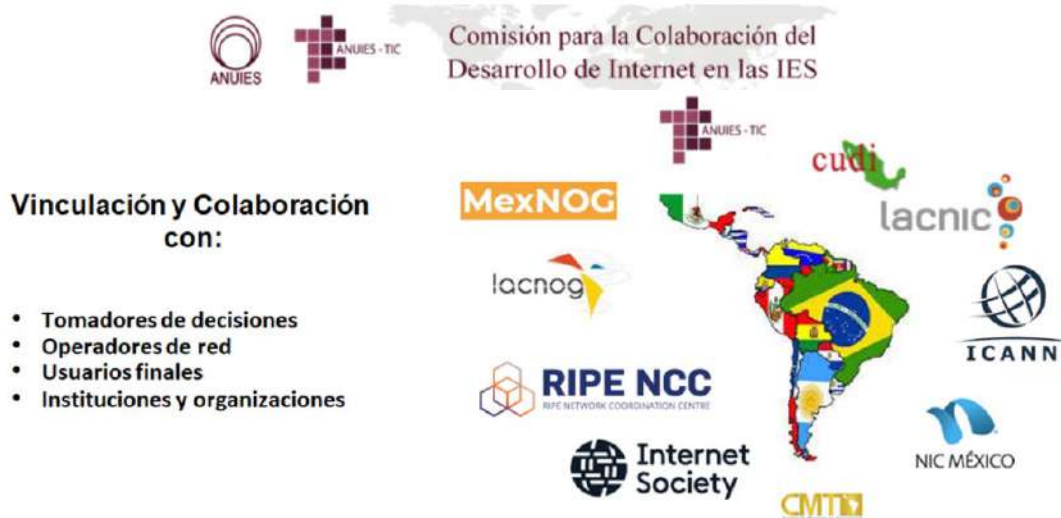 ANUIES
ANUIES - TIC
Comisión para la Colaboración del
Desarrollo de Internet en las IES
ANUIES - TIC
cudi
Vinculación y Colaboración
con:
MexNOG
lacnic
lacnog
ICANN
• Tomadores de decisiones
• Operadores de red
• Usuarios finales
• Instituciones y organizaciones
RIPE NCC
RIPE NETWORK COORDINATION CENTRE
Internet
Society
NIC MÉXICO
CMT